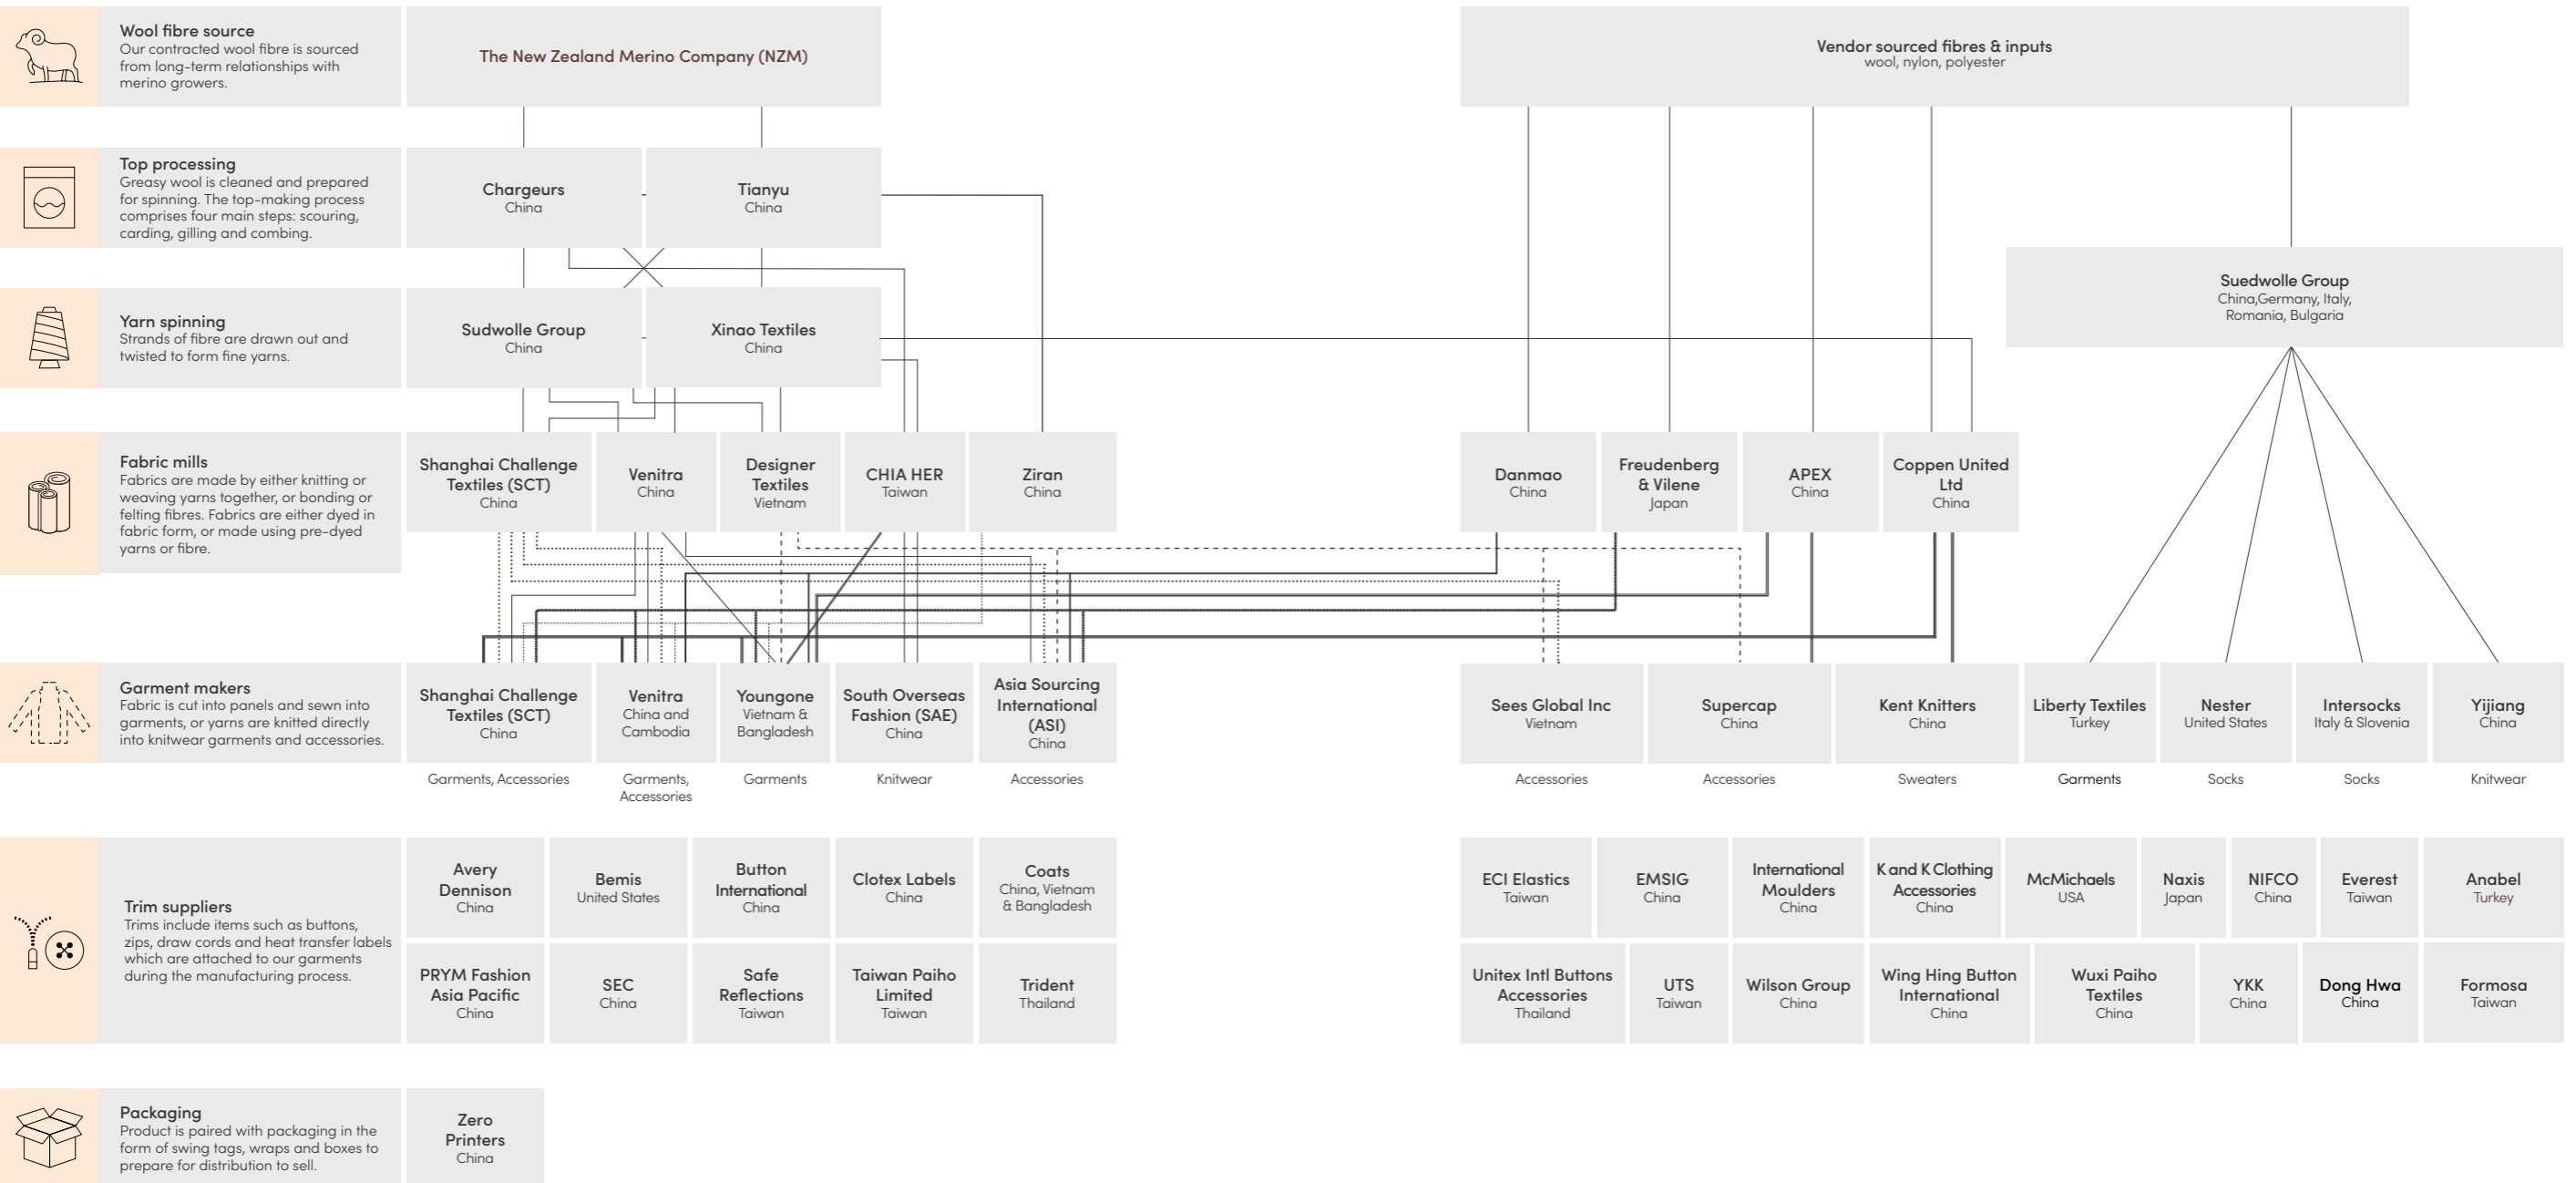 Wool fibre source
Our contracted wool fibre is sourced
from long-term relationships with
merino growers.
The New Zealand Merino Company (NZM)
Vendor sourced fibres & inputs
wool, nylon, polyester
Top processing
Greasy wool is cleaned and prepared
for spinning. The top-making process
comprises four main steps: scouring,
carding, gilling and combing.
Chargeurs
China
Tianyu
China
Yarn spinning
Strands of fibre are drawn out and
twisted to form fine yarns.
Sudwolle Group
China
Xinao Textiles
China
Suedwolle Group
China,Germany, Italy,
Romania, Bulgaria
Fabric mills
Fabrics are made by either knitting or
weaving yarns together, or bonding or
felting fibres. Fabrics are either dyed in
fabric form, or made using pre-dyed
yarns or fibre.
Shanghai Challenge
Textiles (SCT)
China
Venitra
China
Designer
Textiles
Vietnam
CHIA HER
Taiwan
Ziran
China
Danmao
China
Freudenberg
& Vilene
Japan
APEX
China
Coppen United
Ltd
China
Garment makers
Fabric is cut into panels and sewn into
garments, or yarns are knitted directly
into knitwear garments and accessories.
Shanghai Challenge
Textiles (SCT)
China
Garments, Accessories
Venitra
China and
Cambodia
Garments,
Accessories
Youngone
Vietnam &
Bangladesh
Garments
South Overseas
Fashion (SAE)
China
Knitwear
Asia Sourcing
International
(ASI)
China
Accessories
Sees Global Inc
Vietnam
Accessories
Supercap
China
Accessories
Kent Knitters
China
Sweaters
Liberty Textiles
Turkey
Garments
Nester
United States
Socks
Intersocks
Italy & Slovenia
Socks
Yijiang
China
Knitwear
Trim suppliers
Trims include items such as buttons,
zips, draw cords and heat transfer labels
which are attached to our garments
during the manufacturing process.
Avery
Dennison
China
Bemis
United States
Button
International
China
Clotex Labels
China
Coats
China, Vietnam
& Bangladesh
ECI Elastics
Taiwan
EMSIG
China
International
Moulders
China
K and K Clothing
Accessories
China
McMichaels
USA
Naxis
Japan
NIFCO
China
Everest
Taiwan
Anabel
Turkey
PRYM Fashion
Asia Pacific
China
SEC
China
Safe
Reflections
Taiwan
Taiwan Paiho
Limited
Taiwan
Trident
Thailand
Unitex Intl Buttons
Accessories
Thailand
UTS
Taiwan
Wilson Group
China
Wing Hing Button
International
China
Wuxi Paiho
Textiles
China
YKK
China
Dong Hwa
China
Formosa
Taiwan
Packaging
Product is paired with packaging in the
form of swing tags, wraps and boxes to
prepare for distribution to sell.
Zero
Printers
China